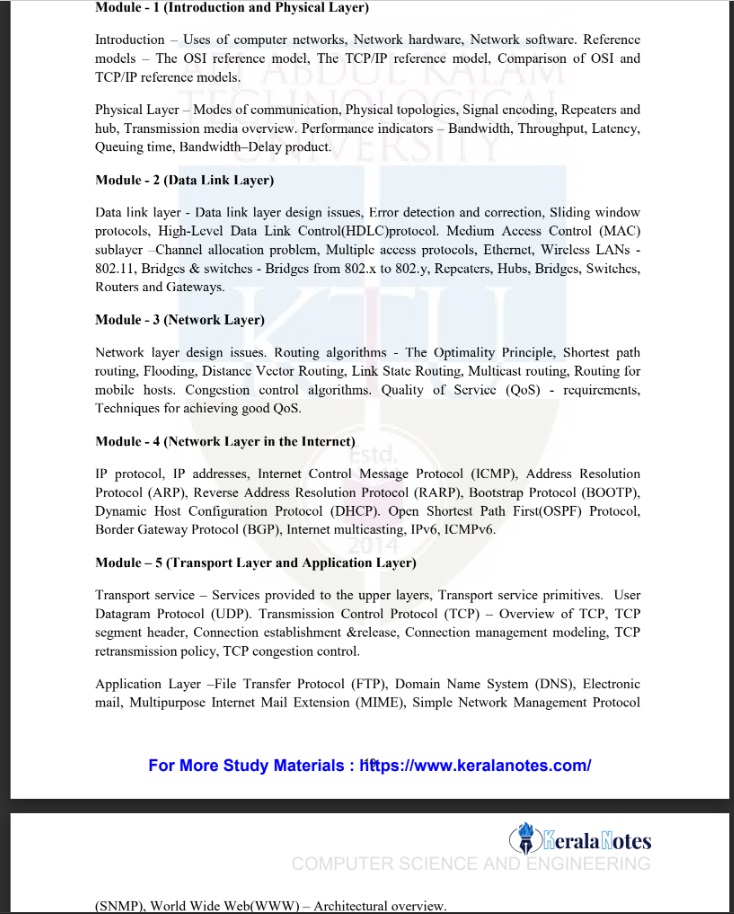 Module - 1 (Introduction and Physical Layer)
Introduction – Uses of computer networks, Network hardware, Network software. Reference
models – The OSI reference model, The TCP/IP reference model, Comparison of OSI and
TCP/IP reference models.
Physical Layer – Modes of communication, Physical topologies, Signal encoding, Repeaters and
hub, Transmission media overview. Performance indicators – Bandwidth, Throughput, Latency,
Queuing time, Bandwidth–Delay product.
Module - 2 (Data Link Layer)
Data link layer - Data link layer design issues, Error detection and correction, Sliding window
protocols, High-Level Data Link Control(HDLC)protocol. Medium Access Control (MAC)
sublayer –Channel allocation problem, Multiple access protocols, Ethernet, Wireless LANs -
802.11, Bridges & switches - Bridges from 802.x to 802.y, Repeaters, Hubs, Bridges, Switches,
Routers and Gateways.
Module - 3 (Network Layer)
Network layer design issues. Routing algorithms - The Optimality Principle, Shortest path
routing, Flooding, Distance Vector Routing, Link State Routing, Multicast routing, Routing for
mobile hosts. Congestion control algorithms. Quality of Service (QoS) - requirements,
Techniques for achieving good QoS.
Module - 4 (Network Layer in the Internet)
IP protocol, IP addresses, Internet Control Message Protocol (ICMP), Address Resolution
Protocol (ARP), Reverse Address Resolution Protocol (RARP), Bootstrap Protocol (BOOTP),
Dynamic Host Configuration Protocol (DHCP). Open Shortest Path First(OSPF) Protocol,
Border Gateway Protocol (BGP), Internet multicasting, IPv6, ICMPv6.
Module – 5 (Transport Layer and Application Layer)
Transport service – Services provided to the upper layers, Transport service primitives. User
Datagram Protocol (UDP). Transmission Control Protocol (TCP) – Overview of TCP, TCP
segment header, Connection establishment &release, Connection management modeling, TCP
retransmission policy, TCP congestion control.
Application Layer –File Transfer Protocol (FTP), Domain Name System (DNS), Electronic
mail, Multipurpose Internet Mail Extension (MIME), Simple Network Management Protocol
For More Study Materials : https://www.keralanotes.com/
KeralaNotes
COMPUTER SCIENCE AND ENGINEERING
(SNMP), World Wide Web(WWW) – Architectural overview.
ABDUL KALAM
TECHNOLOGICAL
UNIVERSITY
KTU
Estd.
2014